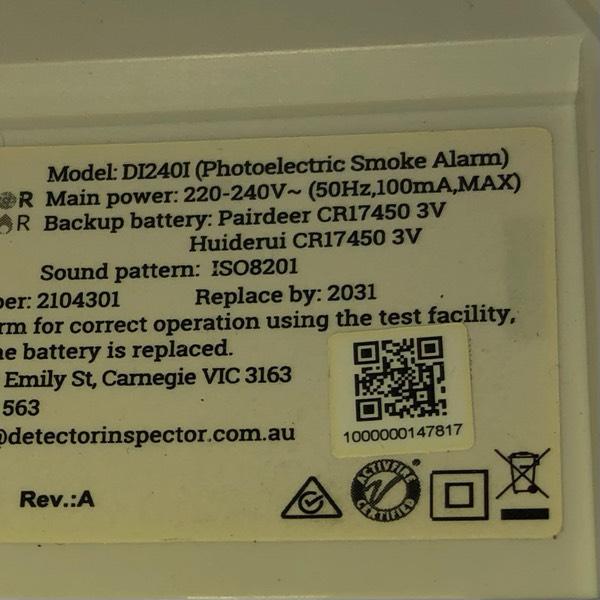 Model: DI240I (Photoelectric Smoke Alarm)
R Main power: 220-240V~ (50Hz,100mA,MAX)
R Backup battery: Pairdeer CR17450 3V
Huiderui CR17450 3V
Sound pattern: ISO8201
ber: 2104301 Replace by: 2031
rm for correct operation using the test facility,
he battery is replaced.
Emily St, Carnegie VIC 3163
563
@detectorinspector.com.au
1000000147817
Rev.:A
ACTIVFIRE
CERTIFIED